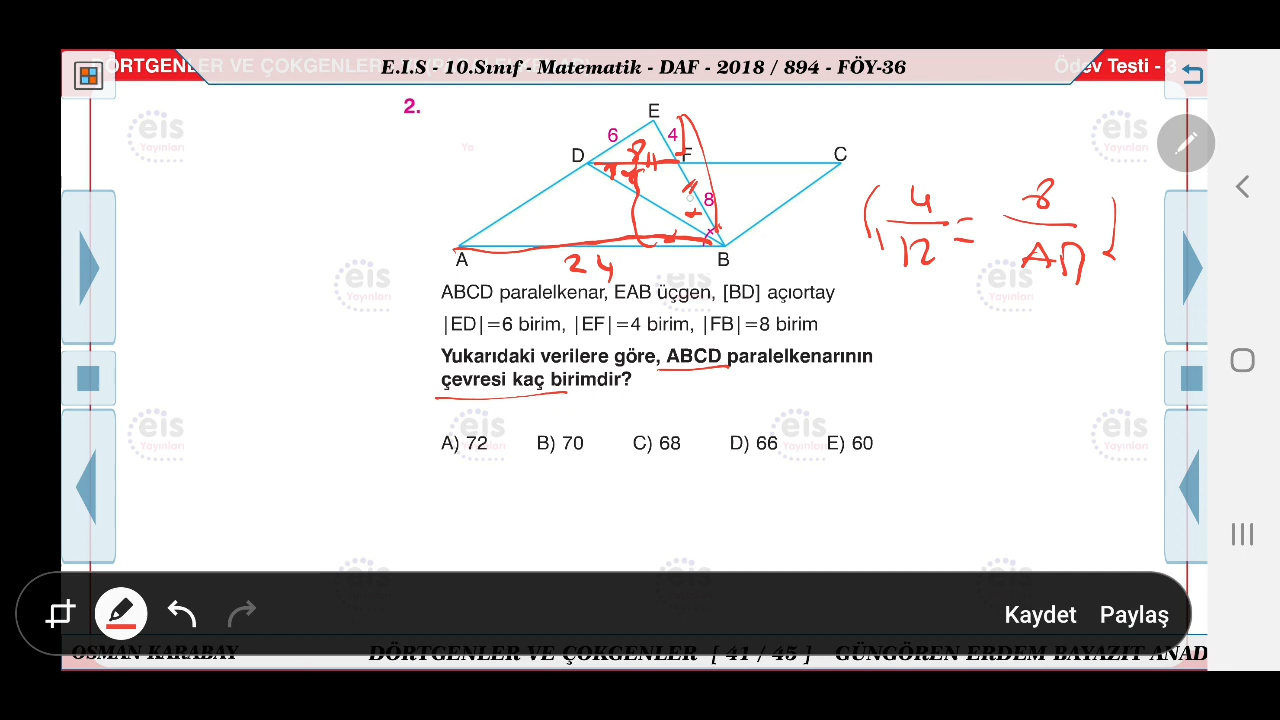 DÖRTGENLER VE ÇOKGENLER
E.I.S - 10.Sınıf - Matematik - DAF - 2018 / 894 - FÖY-36
Ödev Testi - 3
2.
E
6
4
D
F
C
8
A
B
24
4/12 = 8/AD
ABCD paralelkenar, EAB üçgen, [BD] açıortay
|ED|=6 birim, |EF|=4 birim, |FB|=8 birim
Yukarıdaki verilere göre, ABCD paralelkenarının
çevresi kaç birimdir?
A) 72 B) 70 C) 68 D) 66 E) 60
eis Yayınları
Kaydet Paylaş
OSMAN KARABAY DÖRTGENLER VE ÇOKGENLER [ 41 / 45 ] GÜNGÖREN ERDEM BAYAZIT ANAD